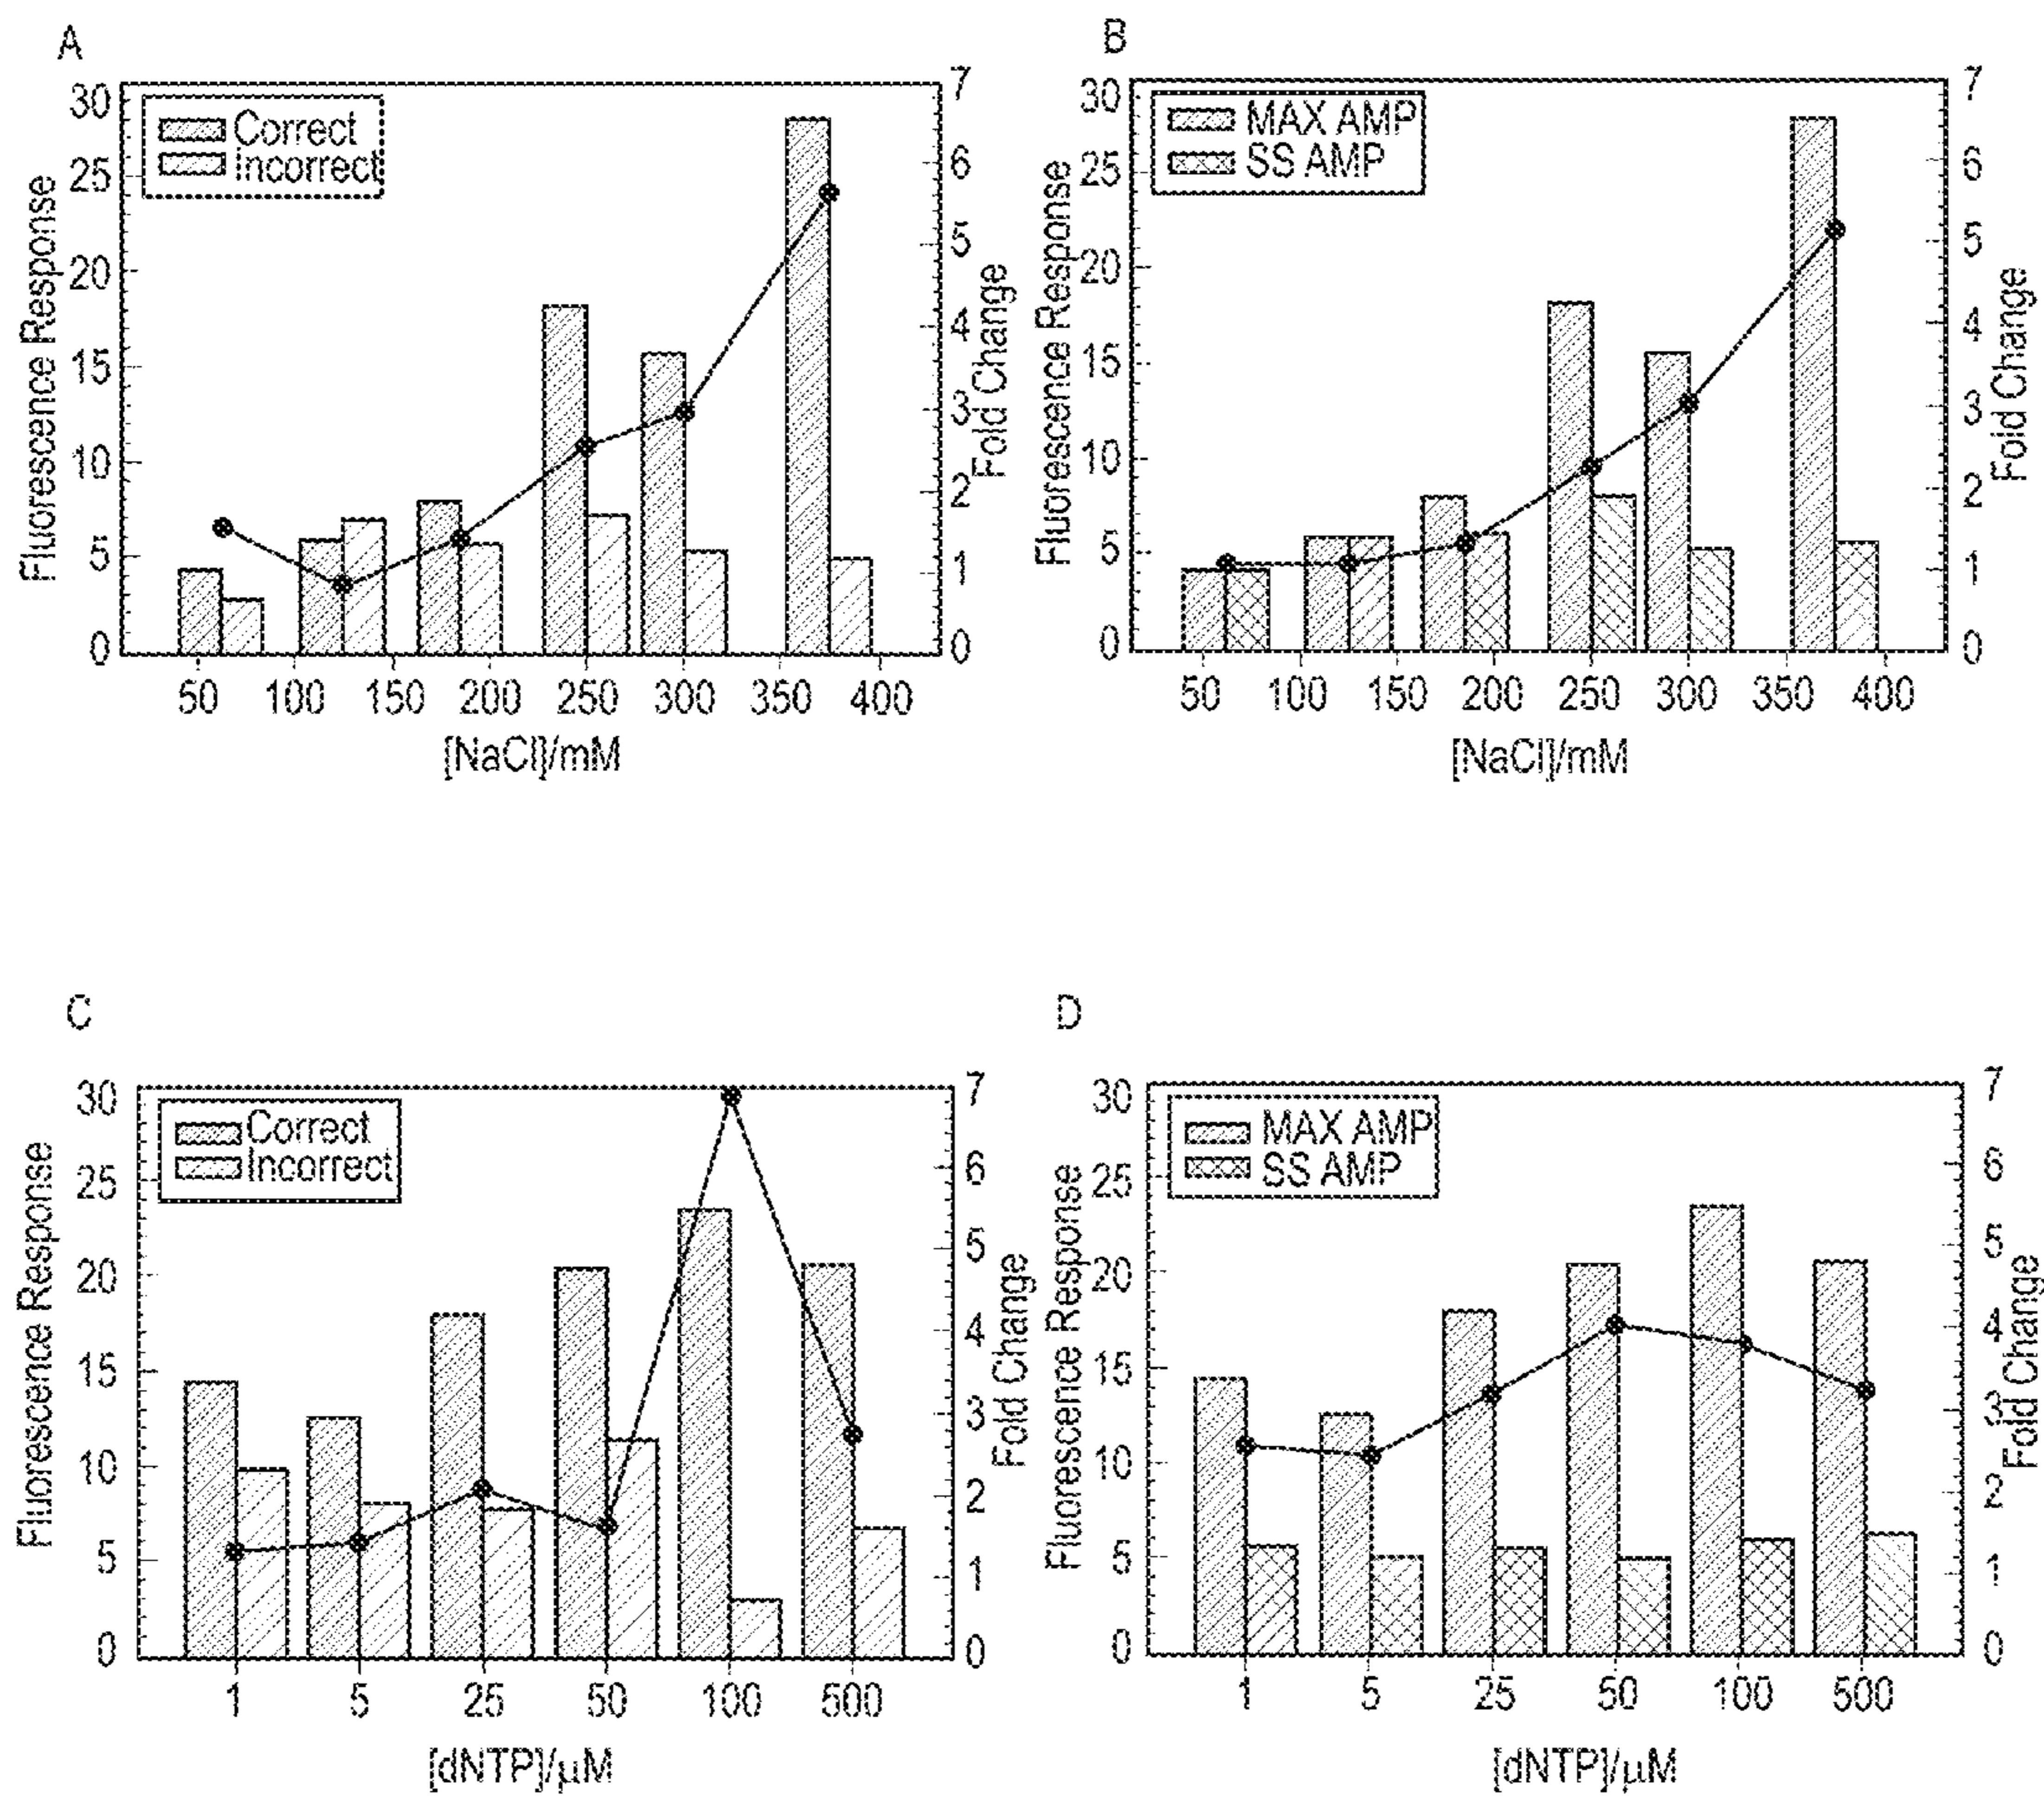 A
Correct
Incorrect
Fluorescence Response
30
25
20
15
10
5
0
7
6
5
4
3
2
1
0
Fold Change
50 100 150 200 250 300 350 400
[NaCl]/mM
B
MAX AMP
SS AMP
Fluorescence Response
30
25
20
15
10
5
0
7
6
5
4
3
2
1
0
Fold Change
50 100 150 200 250 300 350 400
[NaCl]/mM
C
Correct
Incorrect
Fluorescence Response
30
25
20
15
10
5
0
7
6
5
4
3
2
1
0
Fold Change
1 5 25 50 100 500
[dNTP]/μM
D
MAX AMP
SS AMP
Fluorescence Response
30
25
20
15
10
5
0
7
6
5
4
3
2
1
0
Fold Change
1 5 25 50 100 500
[dNTP]/μM